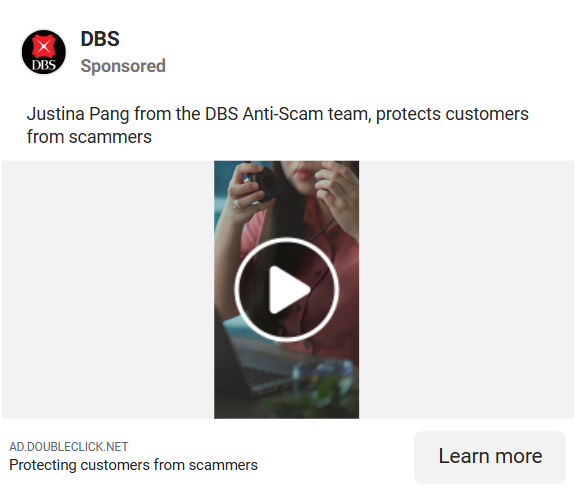 DBS
DBS
Sponsored
Justina Pang from the DBS Anti-Scam team, protects customers
from scammers
AD.DOUBLECLICK.NET
Protecting customers from scammers
Learn more